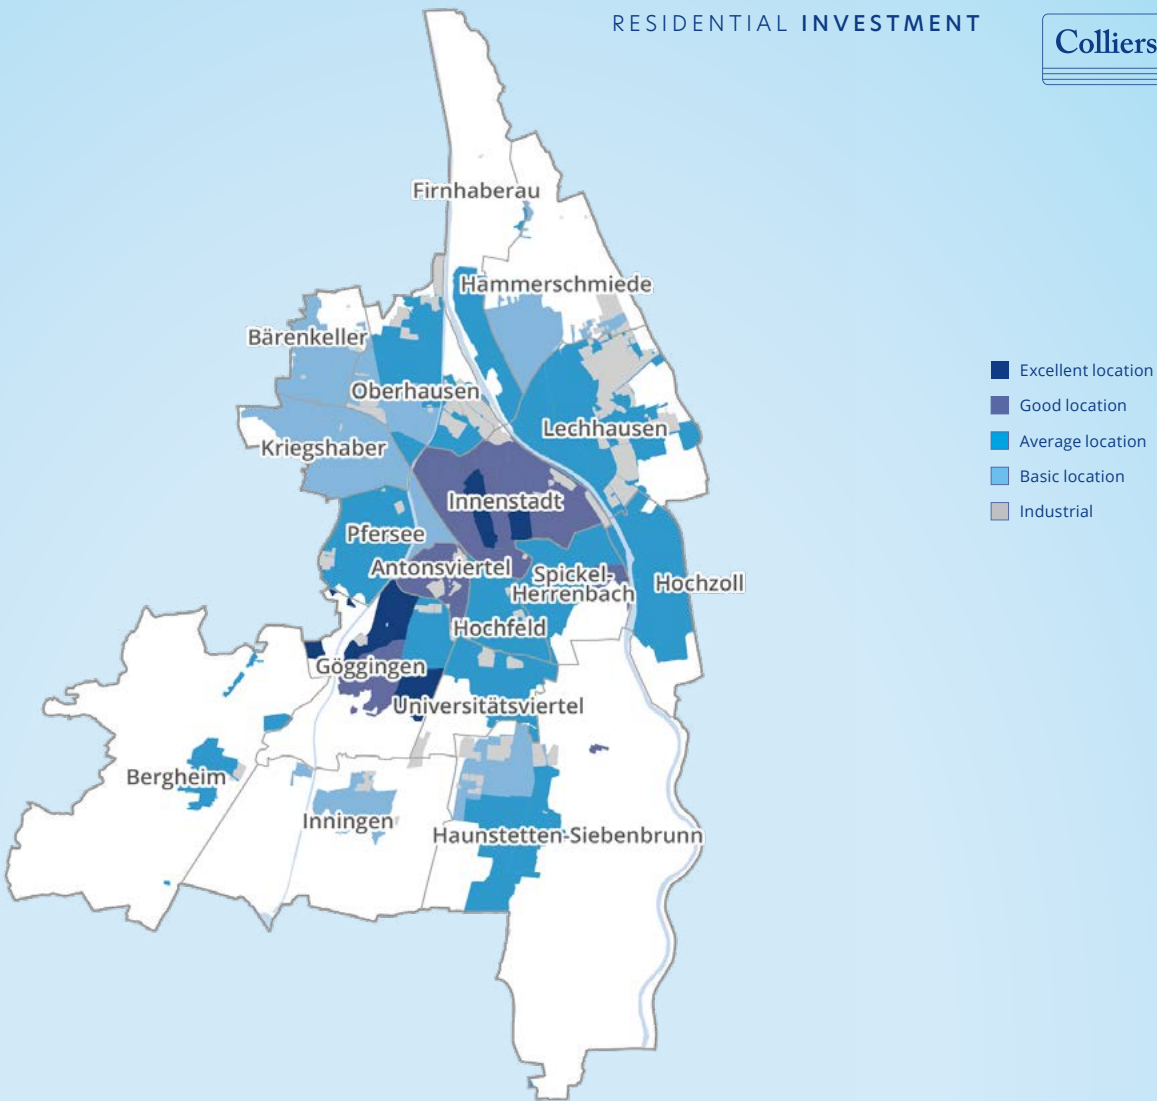 RESIDENTIAL INVESTMENT
Colliers
Firnhaberau
Hammerschmiede
Bärenkeller
Oberhausen
Kriegshaber
Lechhausen
Innenstadt
Pfersee
Antonsviertel
Spickel-
Herrenbach
Hochzoll
Hochfeld
Göggingen
Universitätsviertel
Bergheim
Inningen
Haunstetten-Siebenbrunn
Excellent location
Good location
Average location
Basic location
Industrial